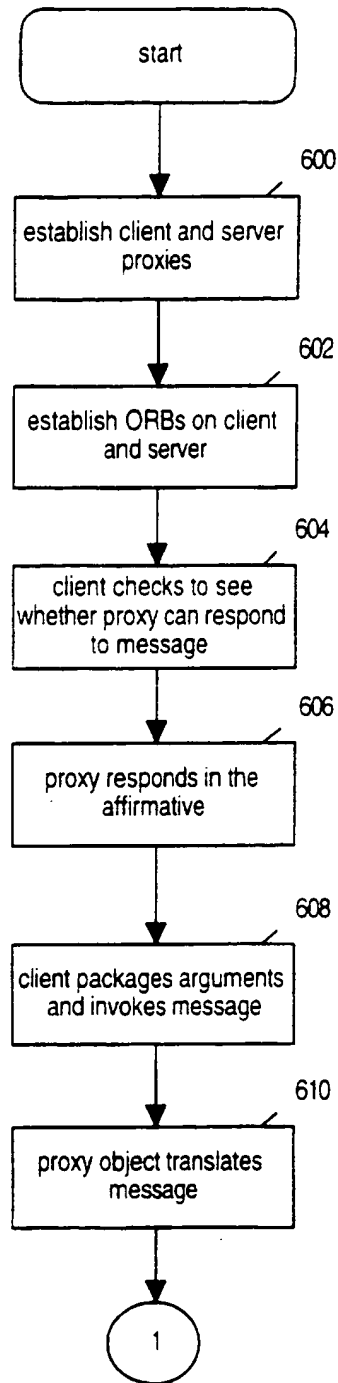 start
600
establish client and server
proxies
602
establish ORBs on client
and server
604
client checks to see
whether proxy can respond
to message
606
proxy responds in the
affirmative
608
client packages arguments
and invokes message
610
proxy object translates
message
1